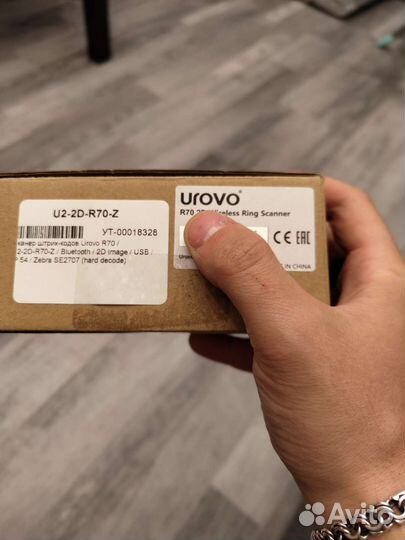 U2-2D-R70-Z
УТ-00018328
канер штрих-кодов Urovo R70 /
2-2D-R70-Z / Bluetooth / 2D Image / USB /
54 / Zebra SE2707 (hard decode)
UROVO®
R70 Wireless Ring Scanner
CE EAC
IN CHINA
Avito